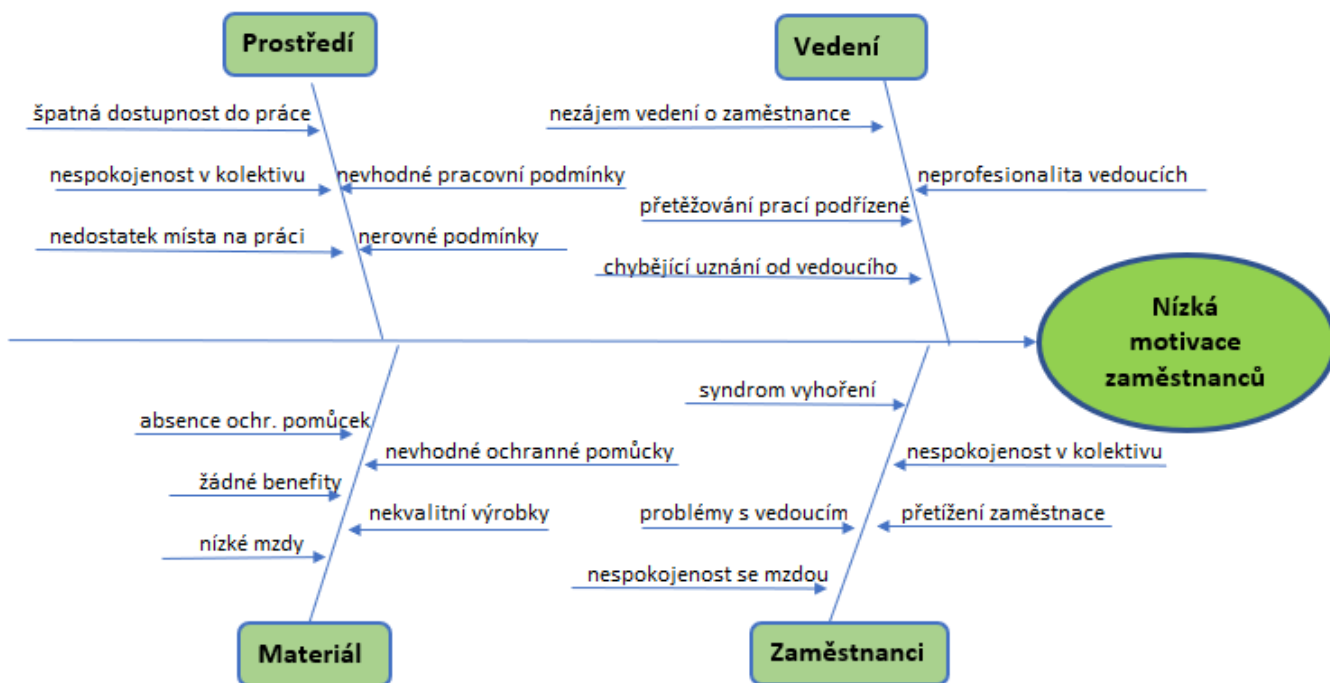 Prostředí
Vedení
špatná dostupnost do práce
nezájem vedení o zaměstnance
nespokojenost v kolektivu
nevhodné pracovní podmínky
neprofesionalita vedoucích
přetěžování prací podřízené
nedostatek místa na práci
nerovné podmínky
chybějící uznání od vedoucího
Nízká
motivace
zaměstnanců
syndrom vyhoření
absence ochr. pomůcek
nevhodné ochranné pomůcky
nespokojenost v kolektivu
žádné benefity
nekvalitní výrobky
problémy s vedoucím
přetížení zaměstnace
nízké mzdy
nespokojenost se mzdou
Materiál
Zaměstnanci